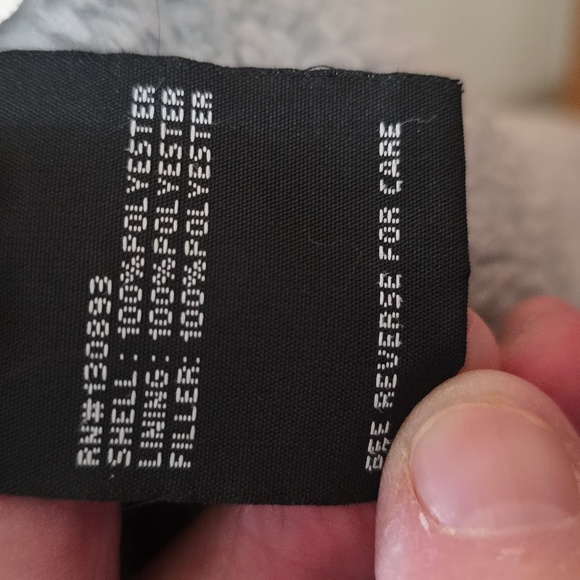 RN#130893
SHELL: 100%POLYESTER
LINING: 100%POLYESTER
FILLER: 100%POLYESTER
SEE REVERSE FOR CARE